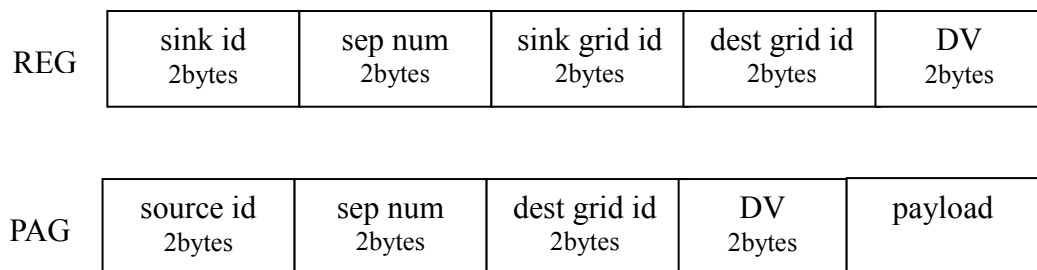 REG
sink id sep num sink grid id dest grid id DV
2bytes 2bytes 2bytes 2bytes 2bytes
PAG
source id sep num dest grid id DV payload
2bytes 2bytes 2bytes 2bytes